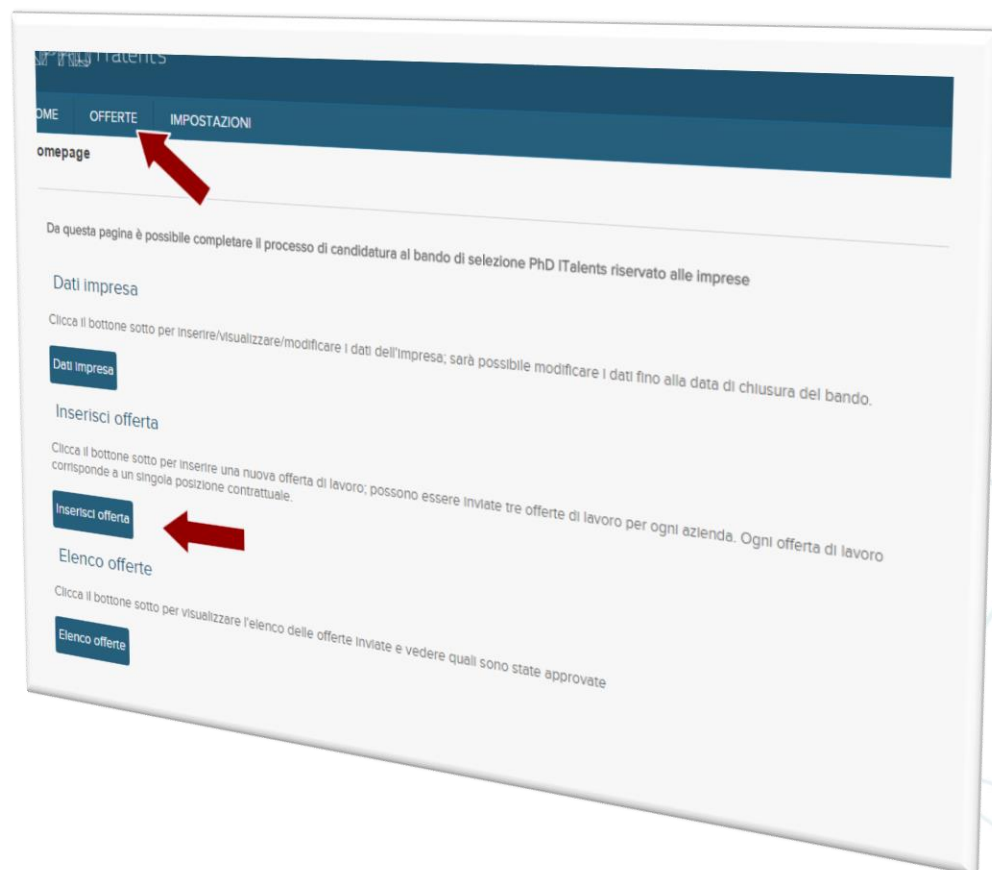 PhD ITalents
OME OFFERTE IMPOSTAZIONI
omepage
Da questa pagina è possibile completare il processo di candidatura al bando di selezione PhD ITalents riservato alle imprese
Dati impresa
Clicca il bottone sotto per inserire/visualizzare/modificare i dati dell'impresa; sarà possibile modificare i dati fino alla data di chiusura del bando.
Dati impresa
Inserisci offerta
Clicca il bottone sotto per inserire una nuova offerta di lavoro; possono essere inviate tre offerte di lavoro per ogni azienda. Ogni offerta di lavoro
corrisponde a un singola posizione contrattuale.
Inserisci offerta
Elenco offerte
Clicca il bottone sotto per visualizzare l'elenco delle offerte inviate e vedere quali sono state approvate
Elenco offerte